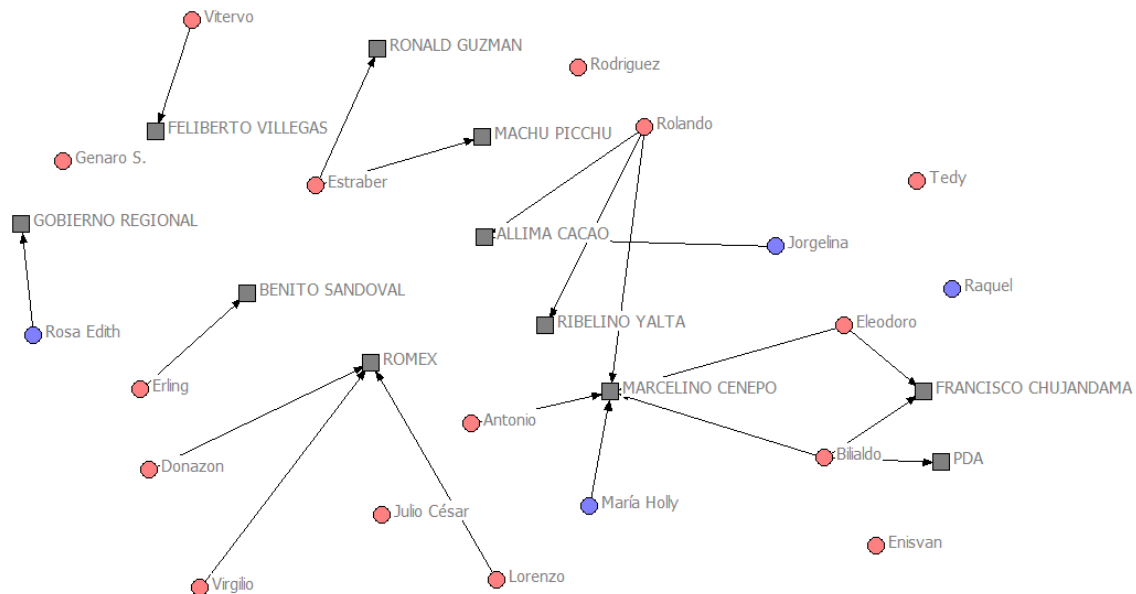 Vitervo
RONALD GUZMAN
Rodriguez
FELIBERTO VILLEGAS
MACHU PICCHU
Rolando
Genaro S.
Estraber
Tedy
GOBIERNO REGIONAL
ALLIMA CACAO
Jorgelina
BENITO SANDOVAL
Raquel
Rosa Edith
RIBELINO YALTA
Eleodoro
ROMEX
Erling
MARCELINO CENEPO
FRANCISCO CHUJANDAMA
Antonio
Donazon
Bilialdo
PDA
Julio César
María Holly
Enisvan
Virgilio
Lorenzo